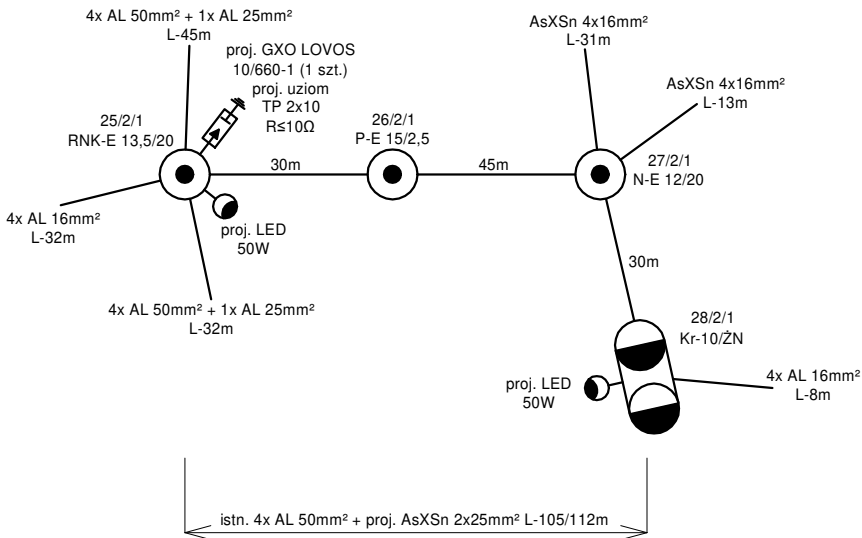 4x AL 50mm² + 1x AL 25mm²
L-45m
proj. GXO LOVOS
10/660-1 (1 szt.)
proj. uziom
TP 2x10
R≤10Ω
25/2/1
RNK-E 13,5/20
26/2/1
P-E 15/2,5
AsXSn 4x16mm²
L-31m
AsXSn 4x16mm²
L-13m
30m
45m
27/2/1
N-E 12/20
4x AL 16mm²
L-32m
proj. LED
50W
4x AL 50mm² + 1x AL 25mm²
L-32m
30m
28/2/1
Kr-10/ŻN
proj. LED
50W
4x AL 16mm²
L-8m
istn. 4x AL 50mm² + proj. AsXSn 2x25mm² L-105/112m